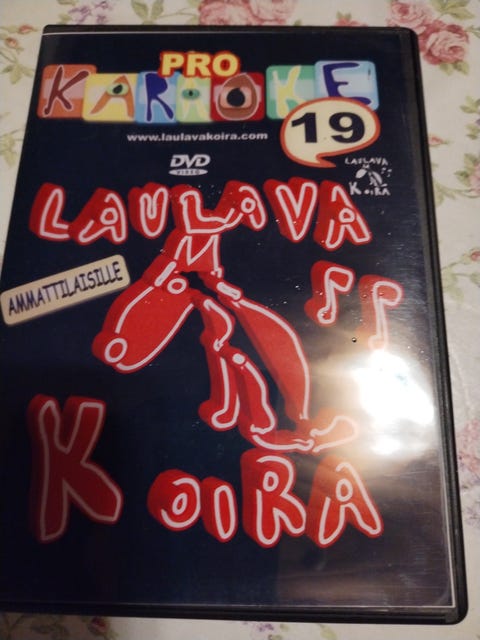 PRO
KARAOKE
19
www.laulavakoira.com
DVD
VIDEO
LAULAVA
KOIRA
LAULAVA
AMMATTILAISILLE
KOIRA